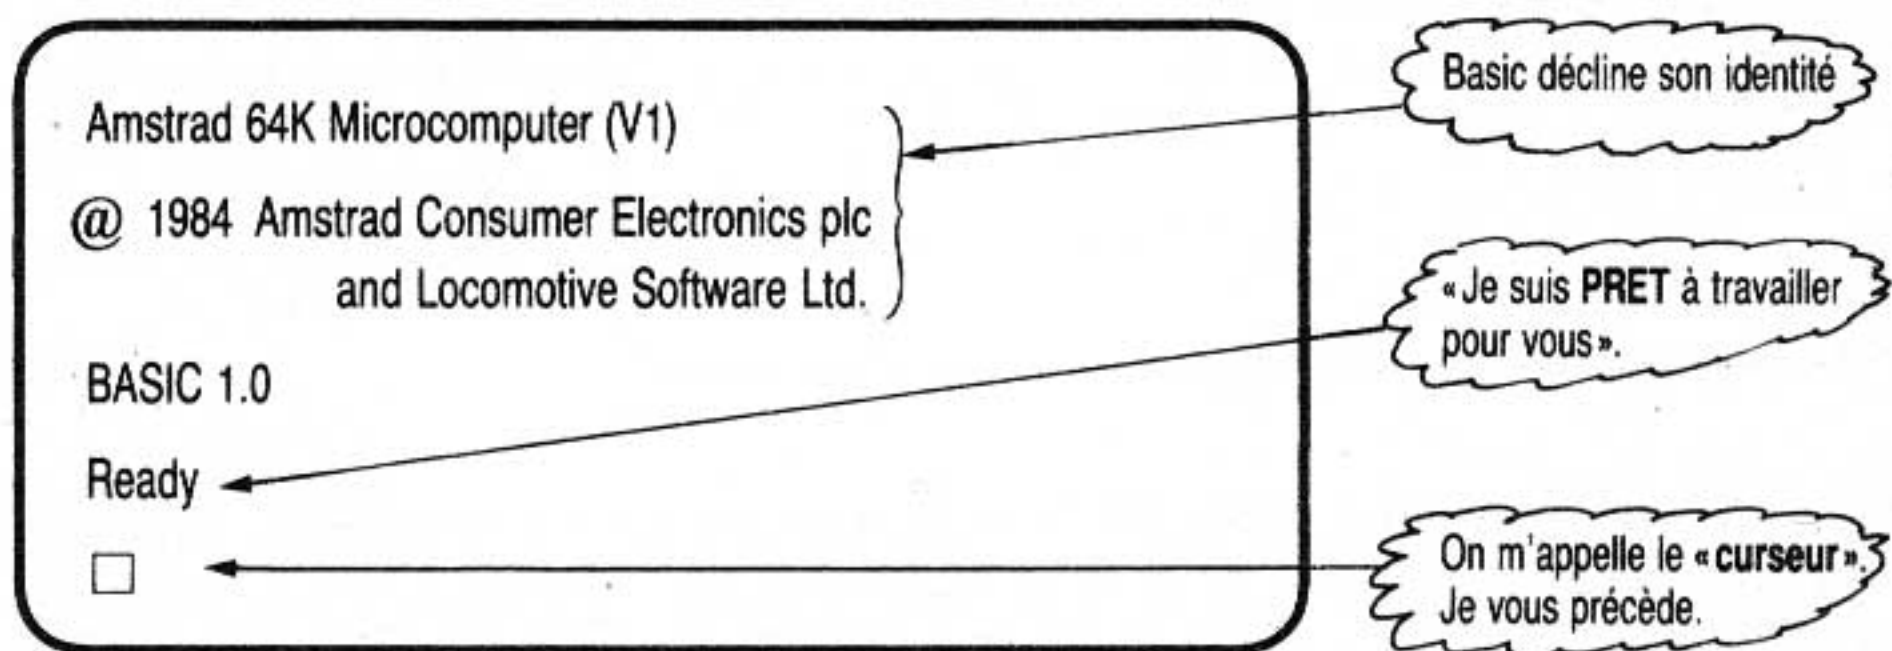 Amstrad 64K Microcomputer (V1)
@ 1984 Amstrad Consumer Electronics plc
and Locomotive Software Ltd.
BASIC 1.0
Ready
Basic décline son identité
«Je suis PRET à travailler
pour vous».
On m'appelle le «curseur».
Je vous précède.